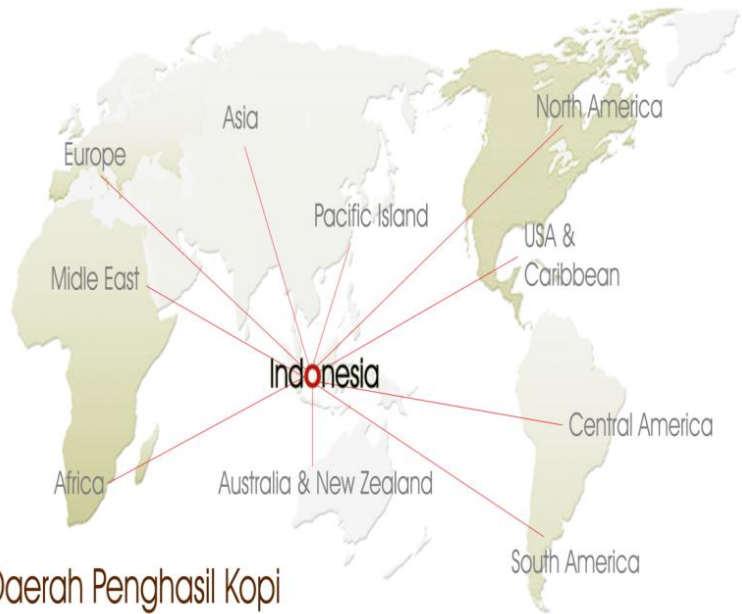 Asia
North America
Europe
Pacific Island
USA &
Caribbean
Midle East
Indonesia
Central America
Africa
Australia & New Zealand
South America
Daerah Penghasil Kopi